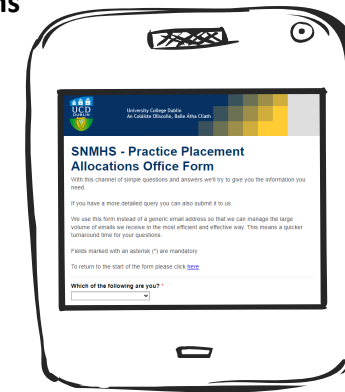 ns
UCD
DUBLIN
University College Dublin
An Coláiste Ollscoile, Baile Átha Cliath
SNMHS - Practice Placement
Allocations Office Form
With this channel of simple questions and answers we'll try to give you the information you
need.
If you have a more detailed query you can also submit it to us.
We use this form instead of a generic email address so that we can manage the large
volume of emails we receive in the most efficient and effective way. This means a quicker
turnaround time for your questions.
Fields marked with an asterisk (*) are mandatory
To return to the start of the form please click here
Which of the following are you? *